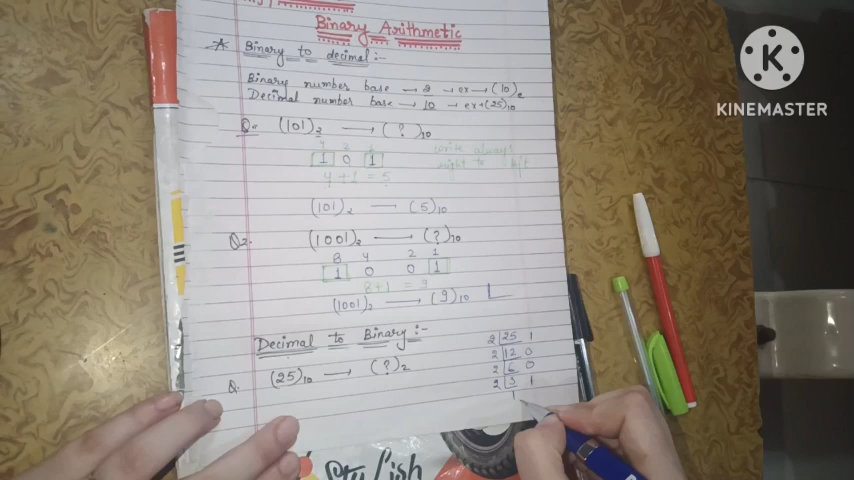 Binary Arithmetic
* Binary to decimal :-
Binary number base → 2 → ex → (10)2
Decimal number base → 10 → ex → (25)10
Q- (101)2 → (?)10
4 2 1
1 0 1
4 + 1 = 5
write always
right to left
(101)2 → (5)10
Q2. (1001)2 → (?)10
8 4 2 1
1 0 0 1
8+1 = 9
(1001)2 → (9)10
Decimal to Binary :-
Q. (25)10 → (?)2
2 25 1
2 12 0
2 6 0
2 3 1
1
Stylish
K
KINEMASTER